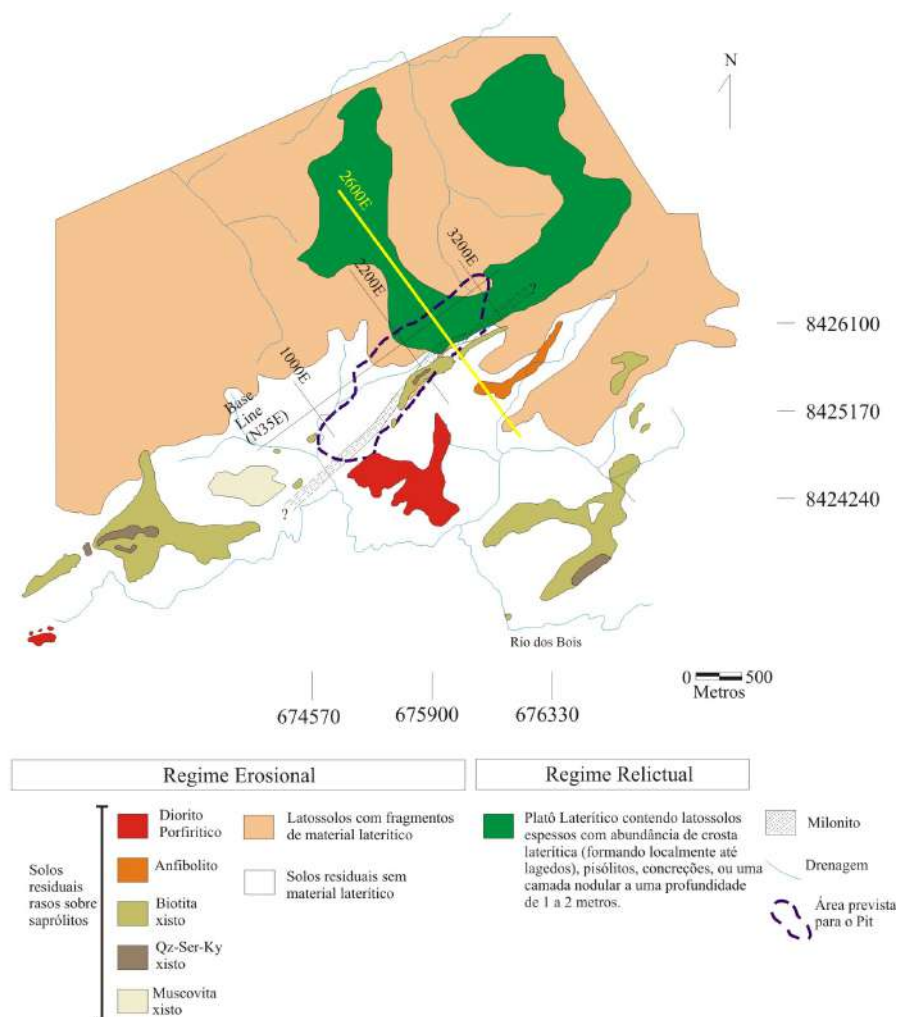 N
2600E
3200E
2200E
8426100
1000E
Base
Line
(N35E)
8425170
8424240
?
?
Rio dos Bois
0 500
Metros
674570
675900
676330
Regime Erosional
Regime Relictual
Solos
residuais
rasos sobre
saprólitos
Diorito
Porfirítico
Anfibolito
Biotita
xisto
Qz-Ser-Ky
xisto
Muscovita
xisto
Latossolos com fragmentos
de material laterítico
Solos residuais sem
material laterítico
Platô Laterítico contendo latossolos
espessos com abundância de crosta
laterítica (formando localmente até
lagedos), pisólitos, concreções, ou uma
camada nodular a uma profundidade
de 1 a 2 metros.
Milonito
Drenagem
Área prevista
para o Pit